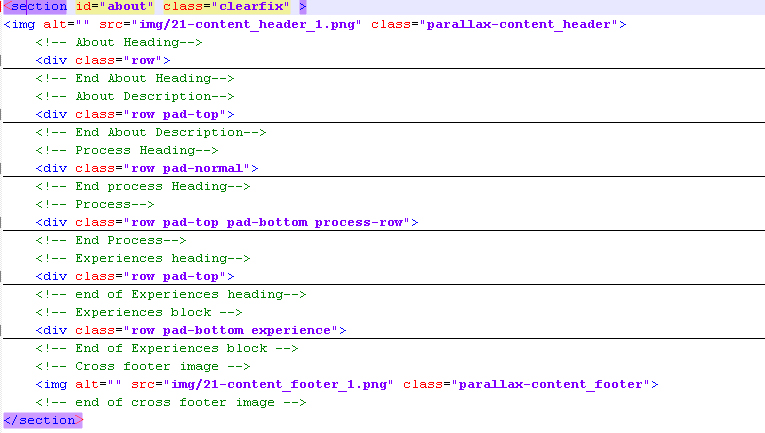 <section id="about" class="clearfix" >
<img alt="" src="img/21-content_header_1.png" class="parallax-content_header">
<!-- About Heading-->
<div class="row">
<!-- End About Heading-->
<!-- About Description-->
<div class="row pad-top">
<!-- End About Description-->
<!-- Process Heading-->
<div class="row pad-normal">
<!-- End process Heading-->
<!-- Process-->
<div class="row pad-top pad-bottom process-row">
<!-- End Process-->
<!-- Experiences heading-->
<div class="row pad-top">
<!-- end of Experiences heading-->
<!-- Experiences block -->
<div class="row pad-bottom experience">
<!-- End of Experiences block -->
<!-- Cross footer image -->
<img alt="" src="img/21-content_footer_1.png" class="parallax-content_footer">
<!-- end of cross footer image -->
</section>